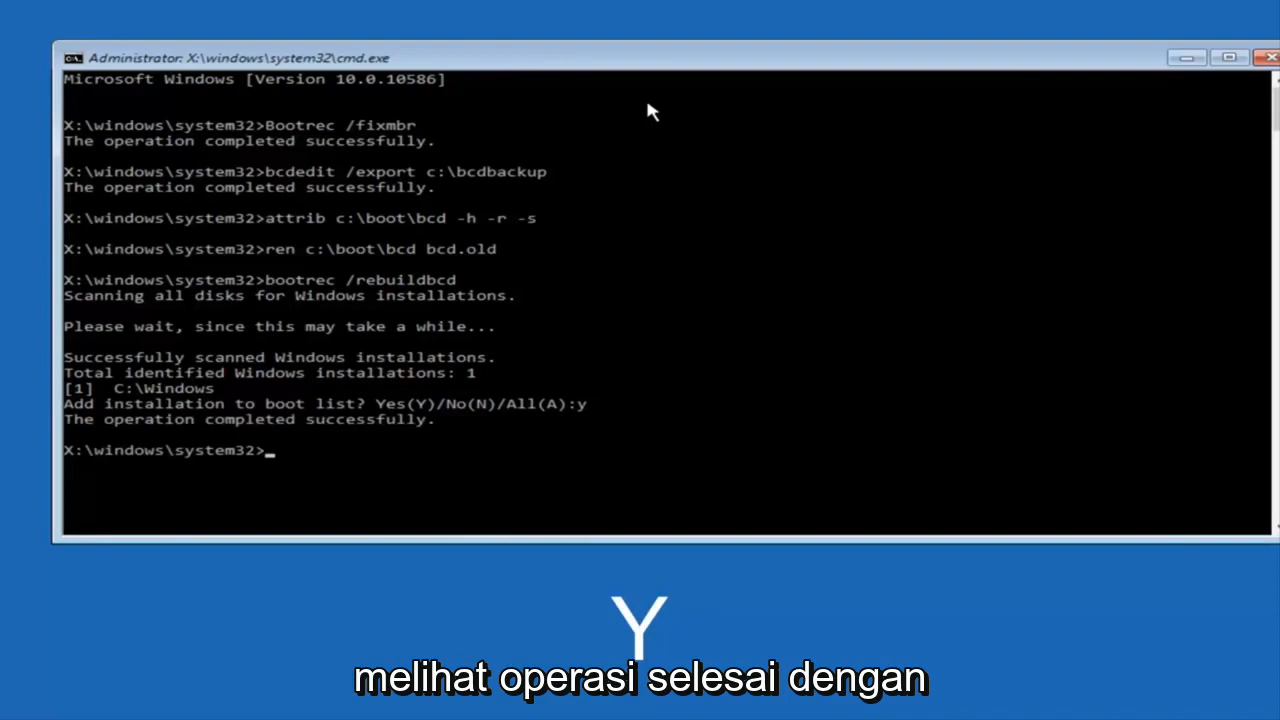 Administrator: X:\windows\system32\cmd.exe
Microsoft Windows [Version 10.0.10586]
X:\windows\system32>Bootrec /fixmbr
The operation completed successfully.
X:\windows\system32>bcdedit /export c:\bcdbackup
The operation completed successfully.
X:\windows\system32>attrib c:\boot\bcd -h -r -s
X:\windows\system32>ren c:\boot\bcd bcd.old
X:\windows\system32>bootrec /rebuildbcd
Scanning all disks for Windows installations.
Please wait, since this may take a while...
Successfully scanned Windows installations.
Total identified Windows installations: 1
[1]  C:\Windows
Add installation to boot list? Yes(Y)/No(N)/All(A):y
The operation completed successfully.
X:\windows\system32>_
Y
melihat operasi selesai dengan